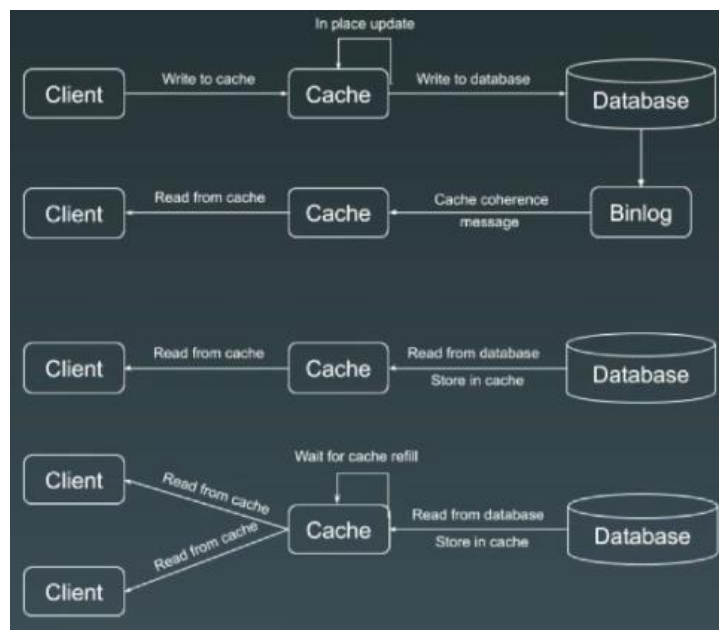 In place update
Client
Write to cache
Cache
Write to database
Database
Client
Read from cache
Cache
Cache coherence
message
Binlog
Client
Read from cache
Cache
Read from database
Store in cache
Database
Client
Read from cache
Wait for cache refill
Cache
Read from database
Store in cache
Database
Read from cache
Client